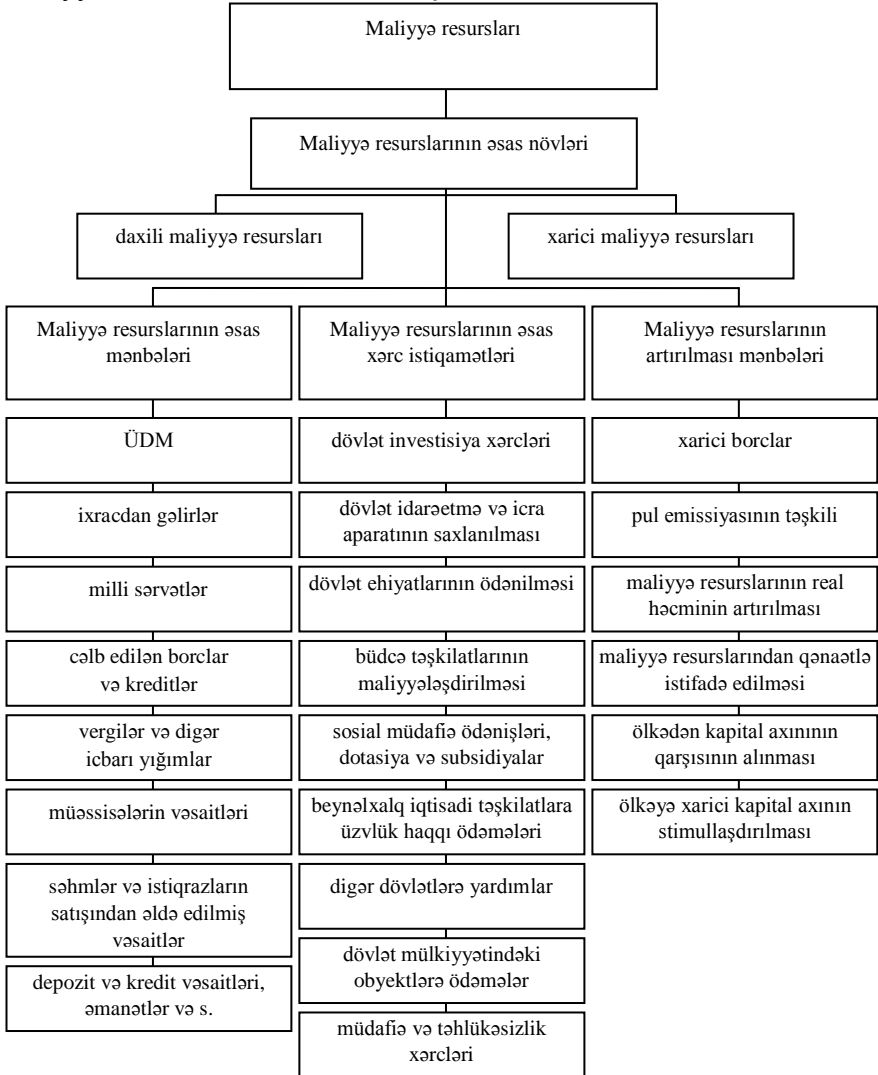 Maliyyə resursları
Maliyyə resurslarının əsas növləri
daxili maliyyə resursları
xarici maliyyə resursları
Maliyyə resurslarının əsas
mənbələri
ÜDM
ixracdan gəlirlər
milli sərvətlər
cəlb edilən borclar
və kreditlər
vergilər və digər
icbarı yığımlar
müəssisələrin vəsaitləri
səhmlər və istiqrazların
satışından əldə edilmiş
vəsaitlər
depozit və kredit vəsaitləri,
əmanətlər və s.
Maliyyə resurslarının əsas
xərc istiqamətləri
dövlət investisiya xərcləri
dövlət idarəetmə və icra
aparatının saxlanılması
dövlət ehiyatlarının ödənilməsi
büdcə təşkilatlarının
maliyyələşdirilməsi
sosial müdafiə ödənişləri,
dotasiya və subsidiyalar
beynəlxalq iqtisadi təşkilatlara
üzvlük haqqı ödəmələri
digər dövlətlərə yardımlar
dövlət mülkiyyətindəki
obyektlərə ödəmələr
müdafiə və təhlükəsizlik
xərcləri
Maliyyə resurslarının
artırılması mənbələri
xarici borclar
pul emissiyasının təşkili
maliyyə resurslarının real
həcminin artırılması
maliyyə resurslarından qənaətlə
istifadə edilməsi
ölkədən kapital axınının
qarşısının alınması
ölkəyə xarici kapital axının
stimullaşdırılması